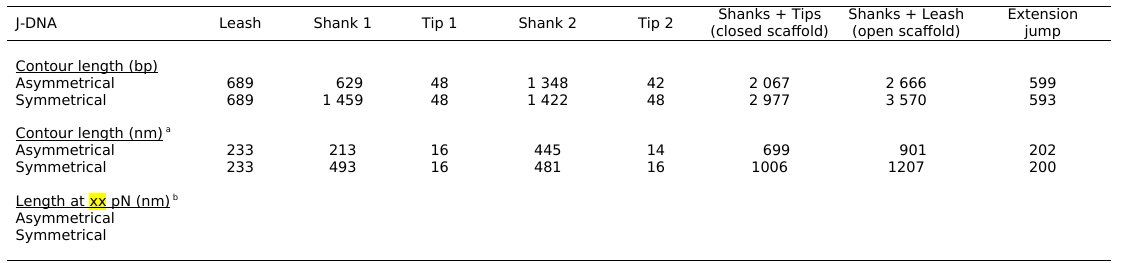 J-DNA Leash Shank 1 Tip 1 Shank 2 Tip 2 Shanks + Tips (closed scaffold) Shanks + Leash (open scaffold) Extension jump
Contour length (bp)
Asymmetrical 689 629 48 1 348 42 2 067 2 666 599
Symmetrical 689 1 459 48 1 422 48 2 977 3 570 593
Contour length (nm) a
Asymmetrical 233 213 16 445 14 699 901 202
Symmetrical 233 493 16 481 16 1006 1207 200
Length at xx pN (nm) b
Asymmetrical
Symmetrical